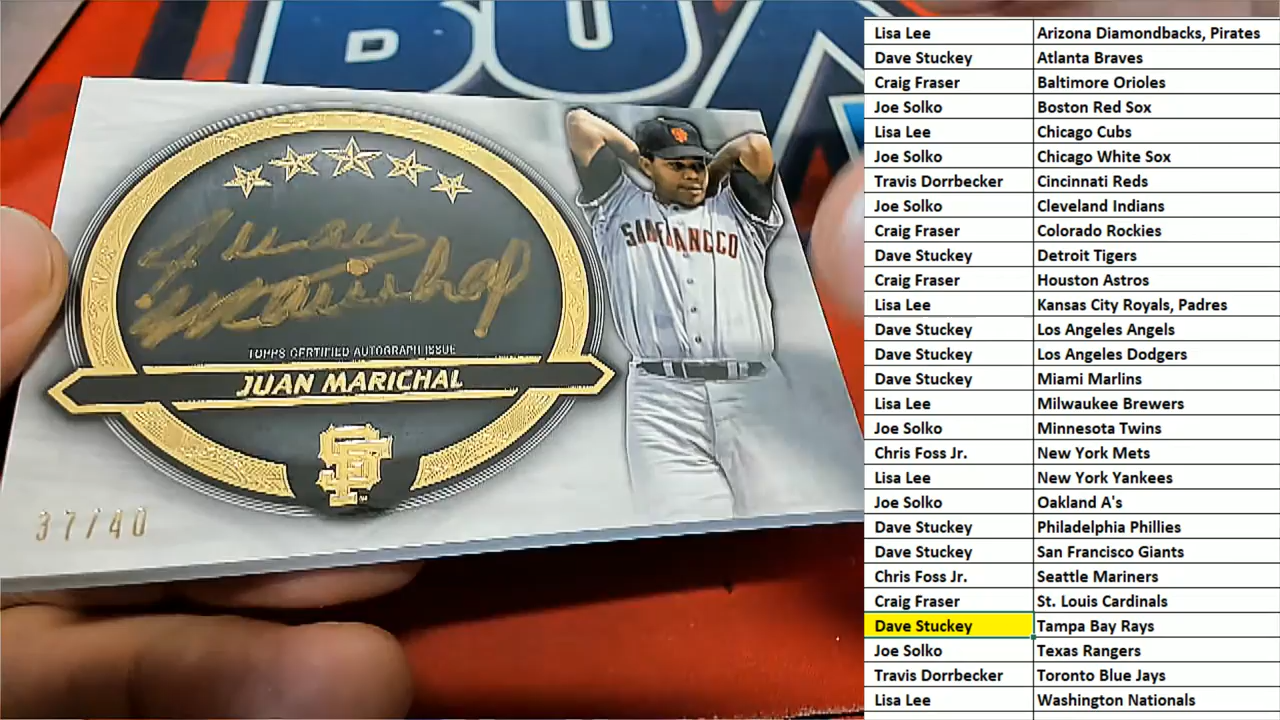 Juan
Marichal
TOPPS CERTIFIED AUTOGRAPH ISSUE
JUAN MARICHAL
SF
37/40
SAN FRANCISCO
SF
Lisa Lee Arizona Diamondbacks, Pirates
Dave Stuckey Atlanta Braves
Craig Fraser Baltimore Orioles
Joe Solko Boston Red Sox
Lisa Lee Chicago Cubs
Joe Solko Chicago White Sox
Travis Dorrbecker Cincinnati Reds
Joe Solko Cleveland Indians
Craig Fraser Colorado Rockies
Dave Stuckey Detroit Tigers
Craig Fraser Houston Astros
Lisa Lee Kansas City Royals, Padres
Dave Stuckey Los Angeles Angels
Dave Stuckey Los Angeles Dodgers
Dave Stuckey Miami Marlins
Lisa Lee Milwaukee Brewers
Joe Solko Minnesota Twins
Chris Foss Jr. New York Mets
Lisa Lee New York Yankees
Joe Solko Oakland A's
Dave Stuckey Philadelphia Phillies
Dave Stuckey San Francisco Giants
Chris Foss Jr. Seattle Mariners
Craig Fraser St. Louis Cardinals
Dave Stuckey Tampa Bay Rays
Joe Solko Texas Rangers
Travis Dorrbecker Toronto Blue Jays
Lisa Lee Washington Nationals